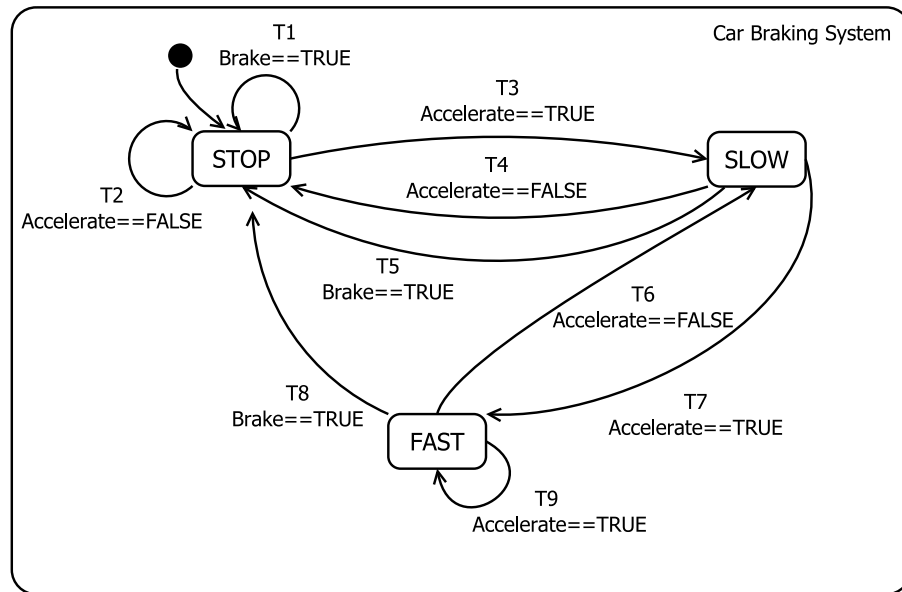 Car Braking System
T1
Brake==TRUE
T3
Accelerate==TRUE
STOP
SLOW
T4
Accelerate==FALSE
T2
Accelerate==FALSE
T5
Brake==TRUE
T6
Accelerate==FALSE
T8
Brake==TRUE
T7
Accelerate==TRUE
FAST
T9
Accelerate==TRUE